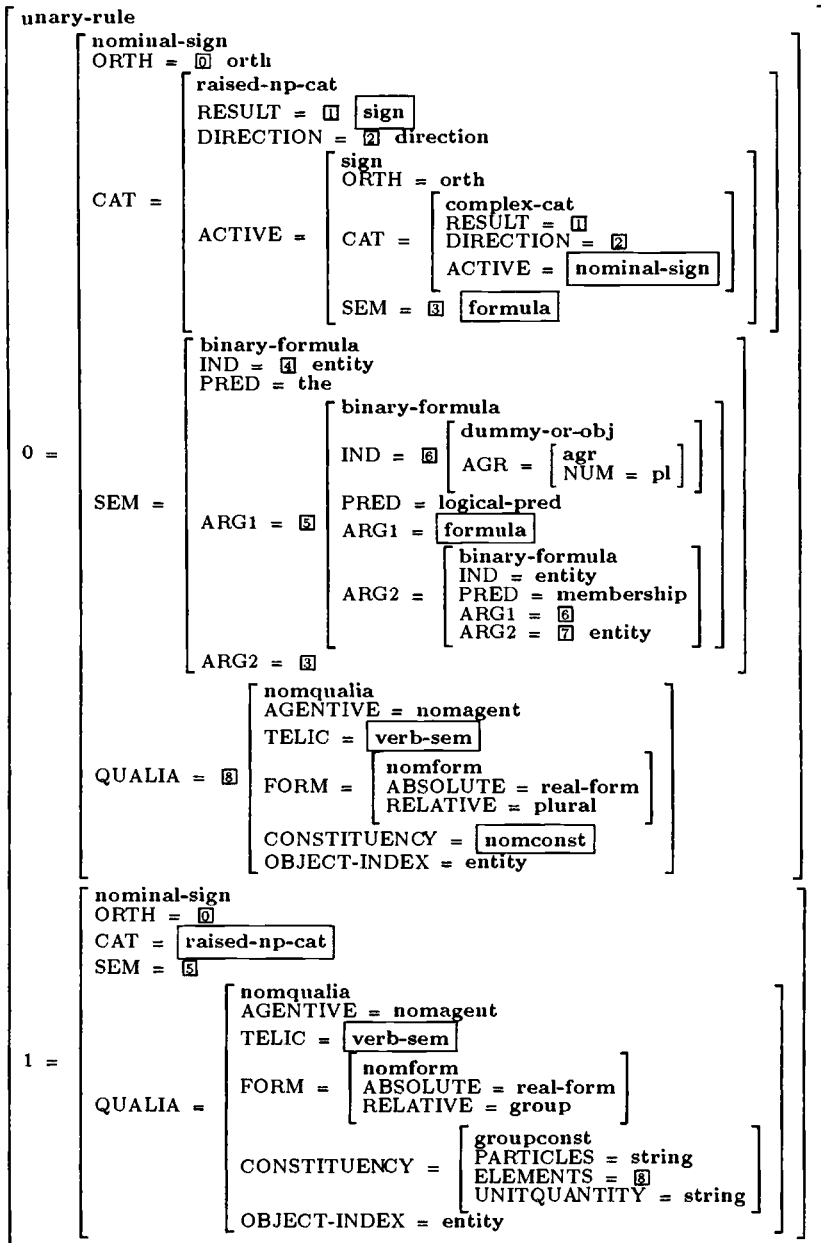 unary-rule
nominal-sign
ORTH = 0 orth
raised-np-cat
RESULT = 1 sign
DIRECTION = 2 direction
sign
ORTH = orth
CAT =
complex-cat
RESULT = 1
ACTIVE =
CAT =
DIRECTION = 2
ACTIVE = nominal-sign
SEM = 3 formula
binary-formula
IND = 4 entity
PRED = the
binary-formula
dummy-or-obj
0 =
IND = 6
AGR =
agr
NUM = pl
SEM =
PRED = logical-pred
ARG1 = 5
ARG1 = formula
binary-formula
IND = entity
ARG2 =
PRED = membership
ARG1 = 6
ARG2 = 7 entity
ARG2 = 3
nomqualia
AGENTIVE = nomagent
TELIC = verb-sem
QUALIA = 8
nomform
FORM =
ABSOLUTE = real-form
RELATIVE = plural
CONSTITUENCY = nomconst
OBJECT-INDEX = entity
nominal-sign
ORTH = 0
CAT = raised-np-cat
SEM = 5
nomqualia
AGENTIVE = nomagent
TELIC = verb-sem
1 =
nomform
FORM =
ABSOLUTE = real-form
RELATIVE = group
QUALIA =
groupconst
PARTICLES = string
CONSTITUENCY =
ELEMENTS = 8
UNITQUANTITY = string
OBJECT-INDEX = entity